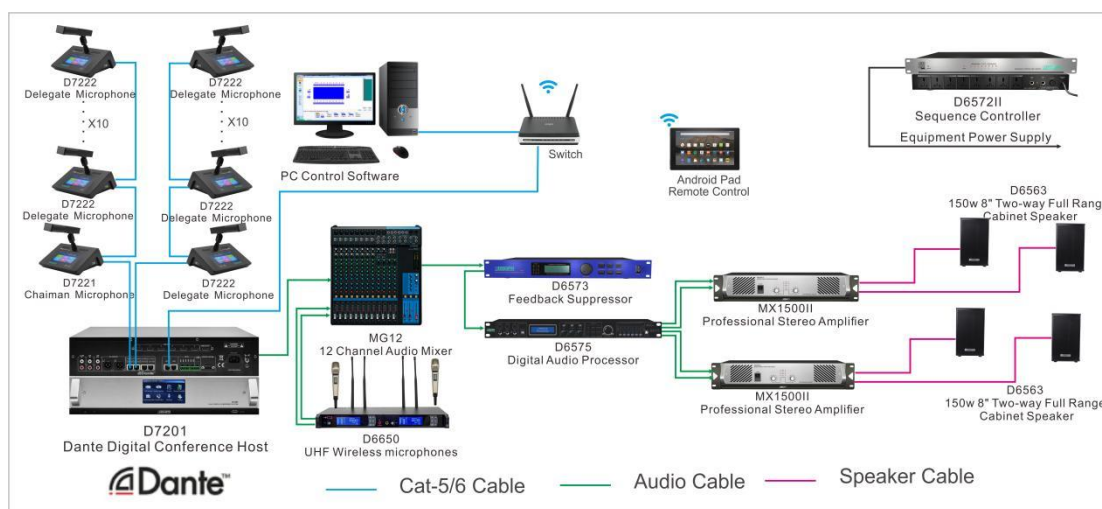 D7222
Delegate Microphone
X10
D7222
Delegate Microphone
D7221
Chaiman Microphone
D7222
Delegate Microphone
X10
D7222
Delegate Microphone
D7222
Delegate Microphone
PC Control Software
Switch
Android Pad
Remote Control
D6572II
Sequence Controller
Equipment Power Supply
D7201
Dante Digital Conference Host
MG12
12 Channel Audio Mixer
D6650
UHF Wireless microphones
D6573
Feedback Suppressor
D6575
Digital Audio Processor
MX1500II
Professional Stereo Amplifier
MX1500II
Professional Stereo Amplifier
D6563
150w 8" Two-way Full Range
Cabinet Speaker
D6563
150w 8" Two-way Full Range
Cabinet Speaker
Dante™
Cat-5/6 Cable
Audio Cable
Speaker Cable